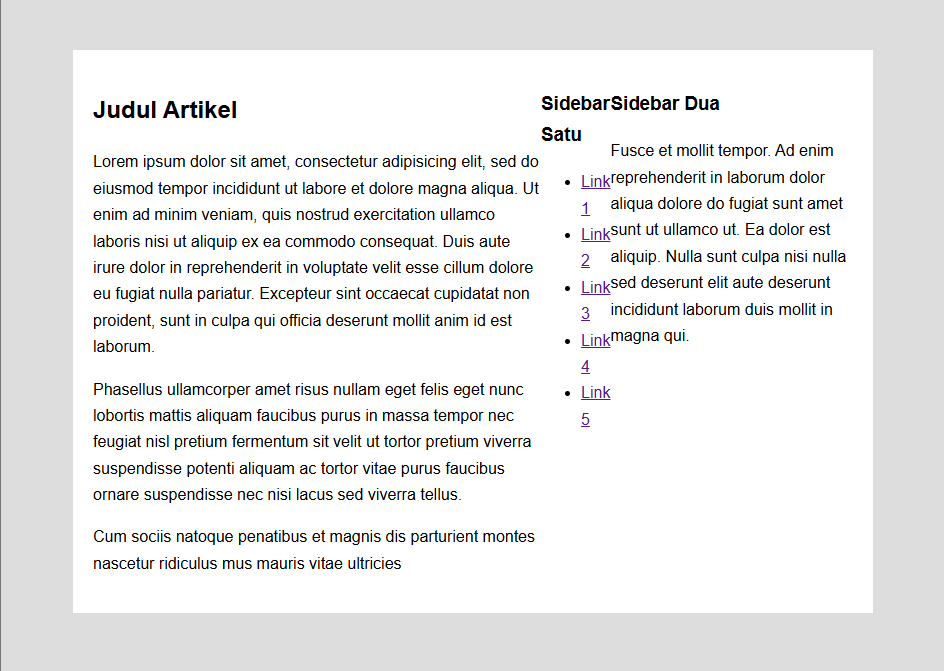 Judul Artikel
Lorem ipsum dolor sit amet, consectetur adipisicing elit, sed do
eiusmod tempor incididunt ut labore et dolore magna aliqua. Ut
enim ad minim veniam, quis nostrud exercitation ullamco
laboris nisi ut aliquip ex ea commodo consequat. Duis aute
irure dolor in reprehenderit in voluptate velit esse cillum dolore
eu fugiat nulla pariatur. Excepteur sint occaecat cupidatat non
proident, sunt in culpa qui officia deserunt mollit anim id est
laborum.
Phasellus ullamcorper amet risus nullam eget felis eget nunc
lobortis mattis aliquam faucibus purus in massa tempor nec
feugiat nisl pretium fermentum sit velit ut tortor pretium viverra
suspendisse potenti aliquam ac tortor vitae purus faucibus
ornare suspendisse nec nisi lacus sed viverra tellus.
Cum sociis natoque penatibus et magnis dis parturient montes
nascetur ridiculus mus mauris vitae ultricies
Sidebar
Satu
Link
1
Link
2
Link
3
Link
4
Link
5
Sidebar Dua
Fusce et mollit tempor. Ad enim
reprehenderit in laborum dolor
aliqua dolore do fugiat sunt amet
sunt ut ullamco ut. Ea dolor est
aliquip. Nulla sunt culpa nisi nulla
sed deserunt elit aute deserunt
incididunt laborum duis mollit in
magna qui.